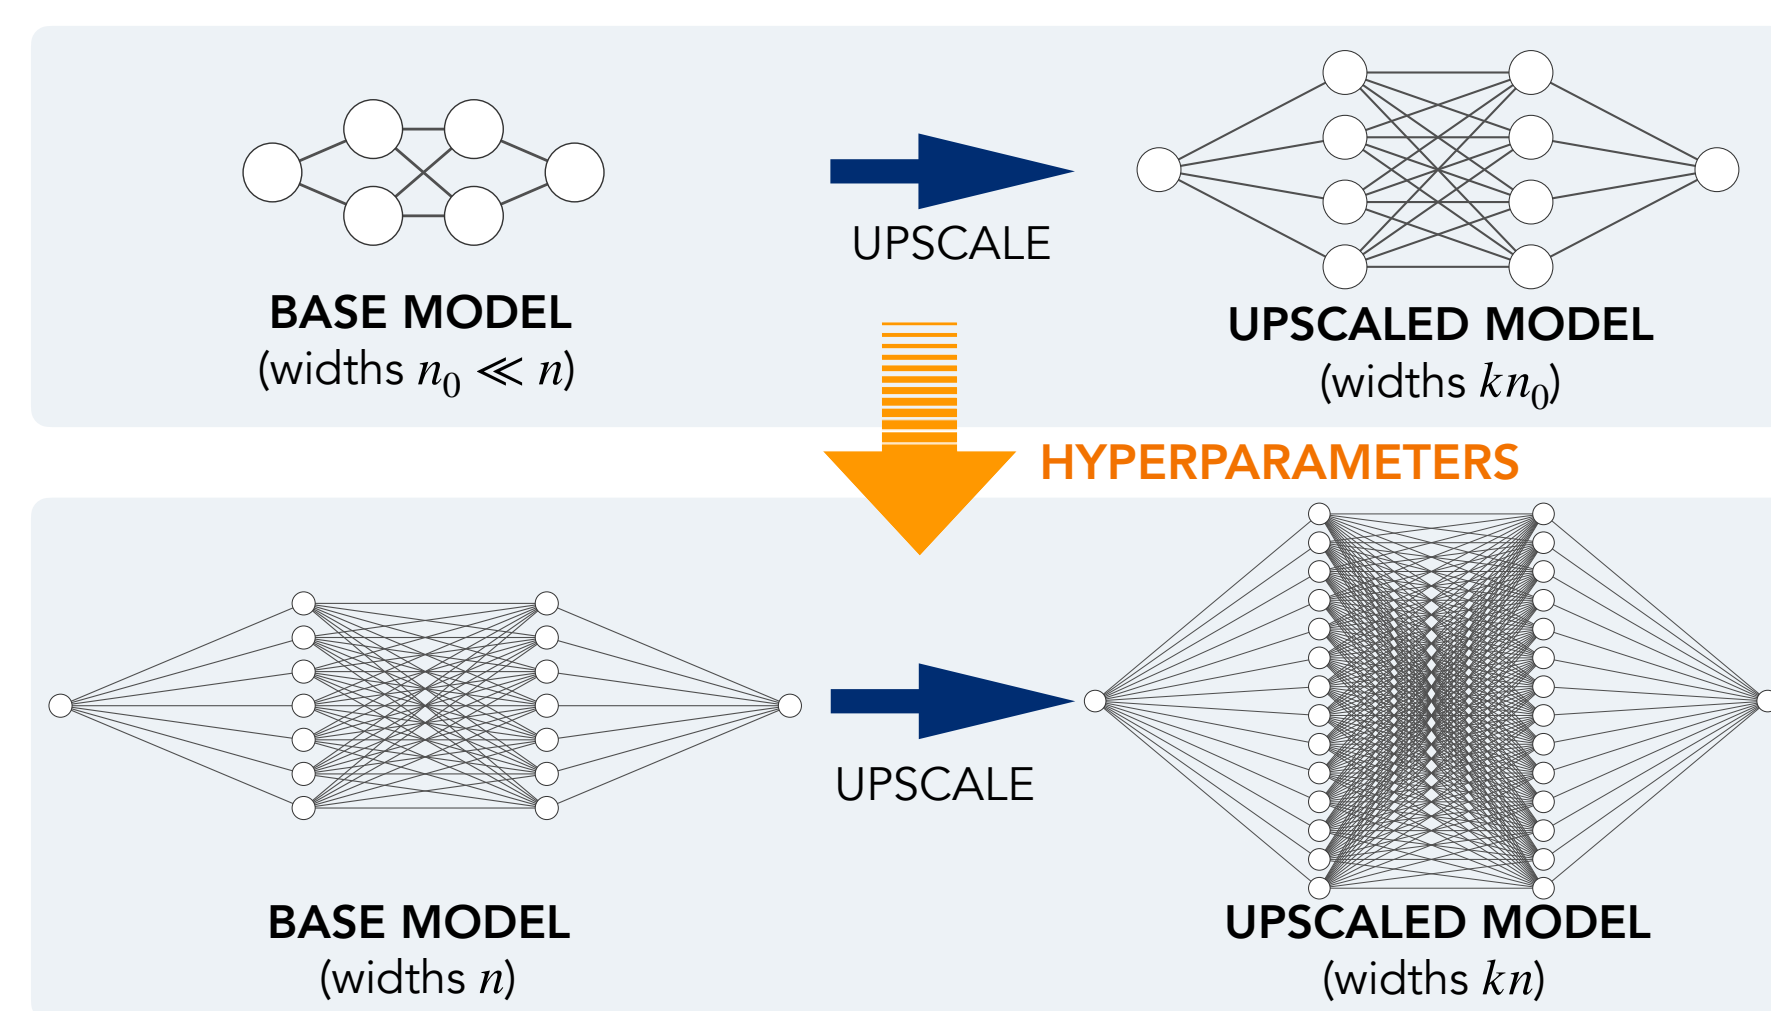 UPSCALE
BASE MODEL
(widths n₀ ≪ n)
UPSCALED MODEL
(widths kn₀)
HYPERPARAMETERS
UPSCALE
BASE MODEL
(widths n)
UPSCALED MODEL
(widths kn)